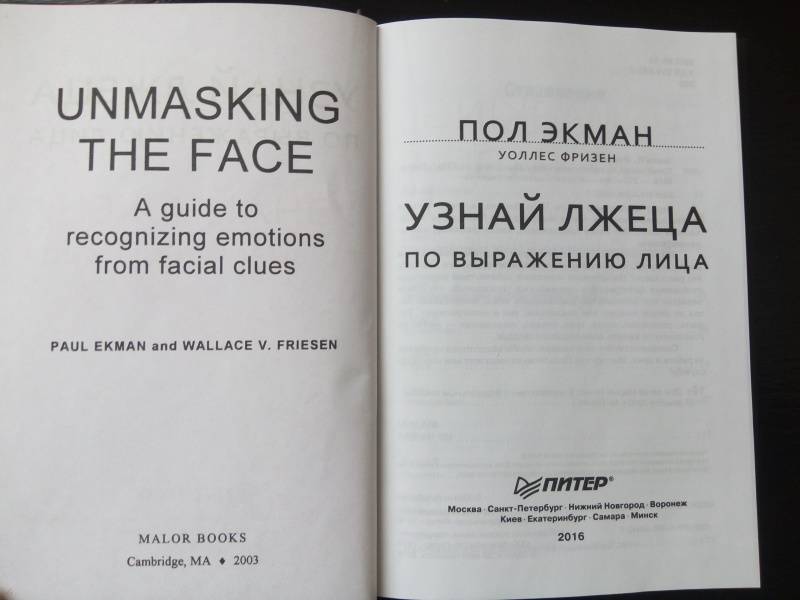 UNMASKING
THE FACE
A guide to
recognizing emotions
from facial clues
PAUL EKMAN and WALLACE V. FRIESEN
MALOR BOOKS
Cambridge, MA ♦ 2003
ПОЛ ЭКМАН
УОЛЛЕС ФРИЗЕН
УЗНАЙ ЛЖЕЦА
ПО ВЫРАЖЕНИЮ ЛИЦА
ПИТЕР®
Москва · Санкт-Петербург · Нижний Новгород · Воронеж
Киев · Екатеринбург · Самара · Минск
2016